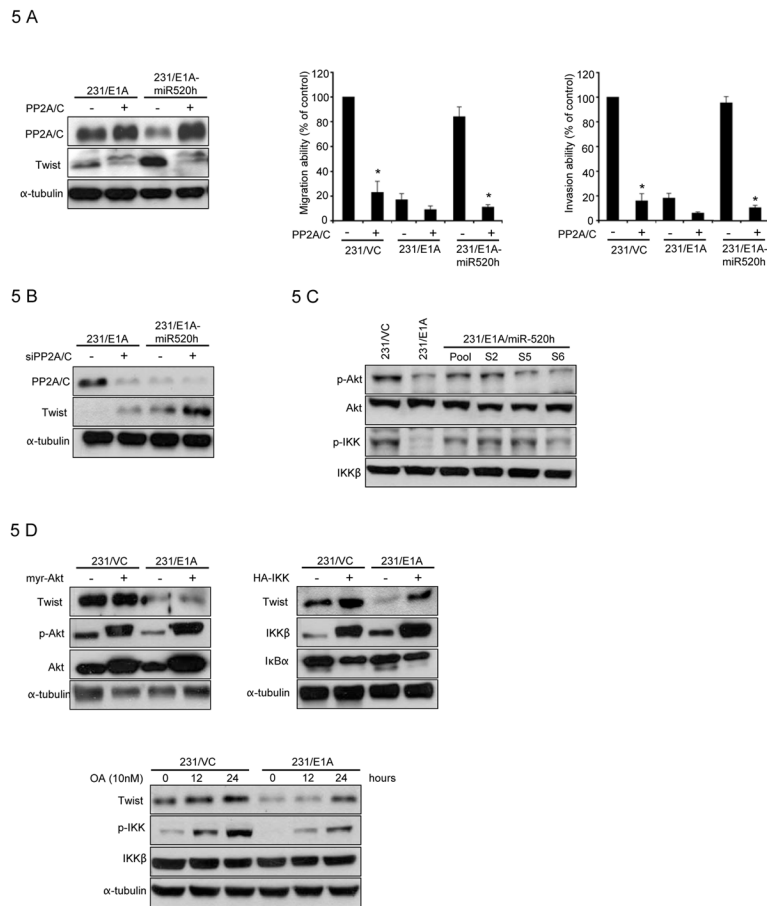 5 A
231/E1A
231/E1A-
miR520h
PP2A/C - + - +
PP2A/C
Twist
α-tubulin
Migration ability (% of control)
120
100
80
60
40
20
0
*
*
PP2A/C - + - + - +
231/VC 231/E1A 231/E1A-
miR520h
Invasion ability (% of control)
120
100
80
60
40
20
0
*
*
PP2A/C - + - + - +
231/VC 231/E1A 231/E1A-
miR520h
5 B
231/E1A
231/E1A-
miR520h
siPP2A/C - + - +
PP2A/C
Twist
α-tubulin
5 C
231/VC
231/E1A
231/E1A/miR-520h
Pool S2 S5 S6
p-Akt
Akt
p-IKK
IKKβ
5 D
231/VC 231/E1A
myr-Akt - + - +
Twist
p-Akt
Akt
α-tubulin
231/VC 231/E1A
HA-IKK - + - +
Twist
IKKβ
IκBα
α-tubulin
231/VC 231/E1A
OA (10nM) 0 12 24 0 12 24 hours
Twist
p-IKK
IKKβ
α-tubulin